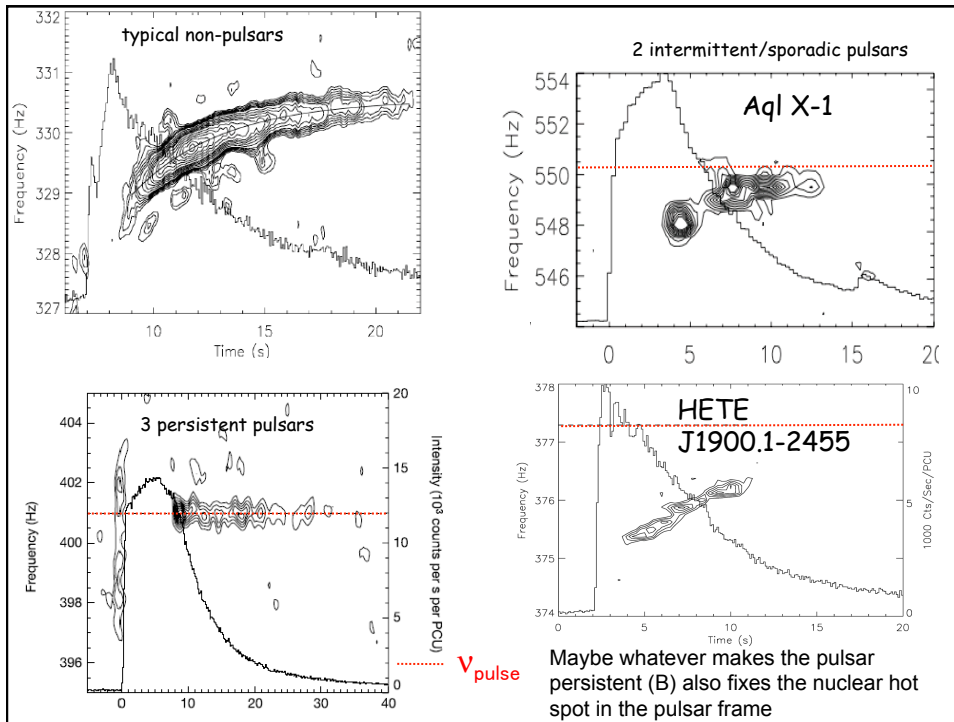 typical non-pulsars
332
331
330
329
328
327
Frequency (Hz)
10
15
20
Time (s)
2 intermittent/sporadic pulsars
Aql X-1
554
552
550
548
546
Frequency (Hz)
0
5
10
15
20
3 persistent pulsars
404
402
400
398
396
Frequency (Hz)
20
15
10
5
0
Intensity (10³ counts per s per PCU)
0
10
20
30
40
HETE
J1900.1-2455
378
377
376
375
374
Frequency (Hz)
10
5
0
1000 Cts/Sec/PCU
0
5
10
15
20
Time (s)
νpulse
Maybe whatever makes the pulsar
persistent (B) also fixes the nuclear hot
spot in the pulsar frame